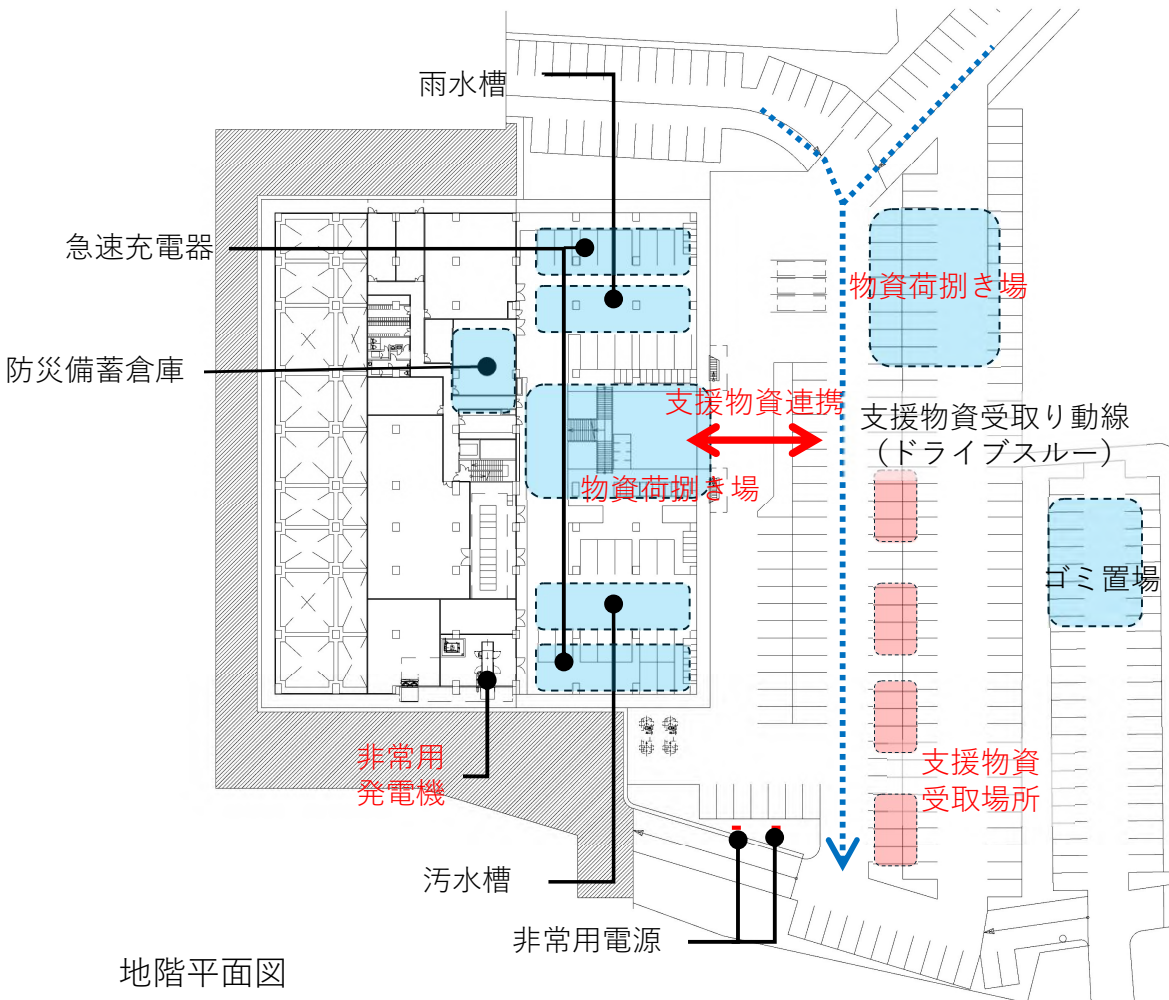 雨水槽
急速充電器
物資荷捌き場
防災備蓄倉庫
支援物資連携
支援物資受取り動線
（ドライブスルー）
物資荷捌き場
ゴミ置場
非常用
発電機
支援物資
受取場所
汚水槽
非常用電源
地階平面図